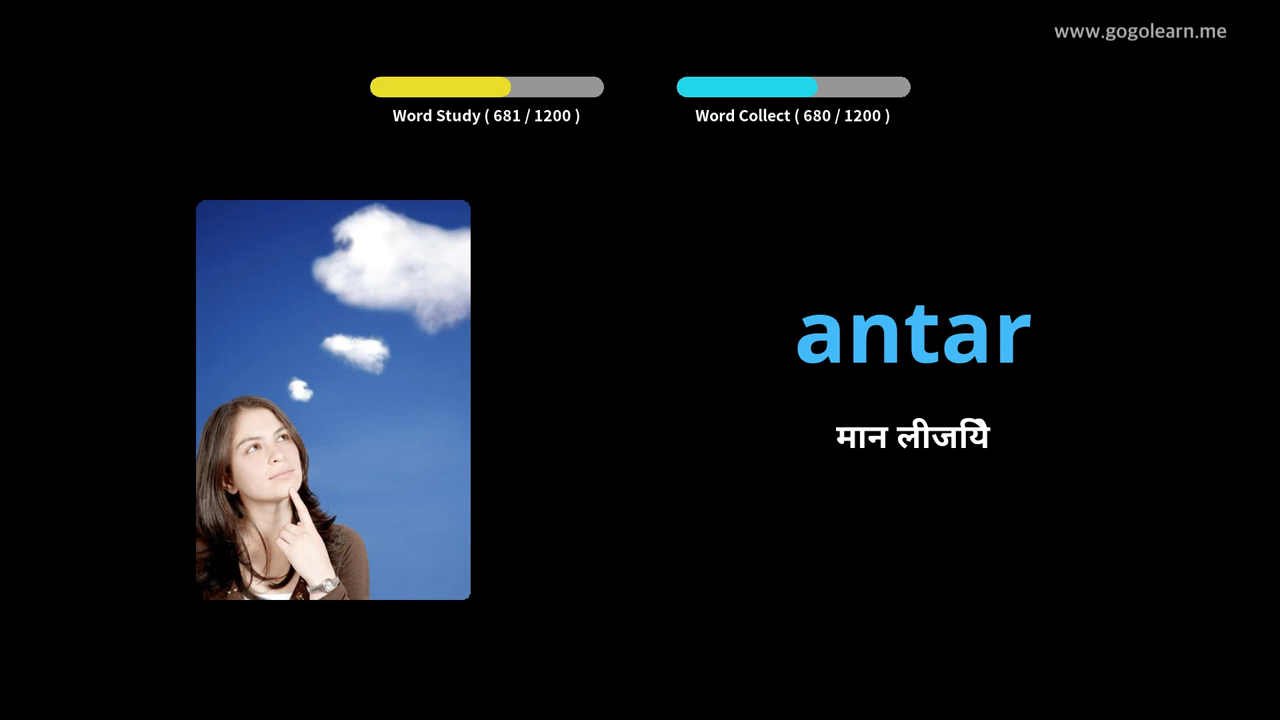 www.gogolearn.me
Word Study ( 681 / 1200 )
Word Collect ( 680 / 1200 )
antar
मान लीजिये